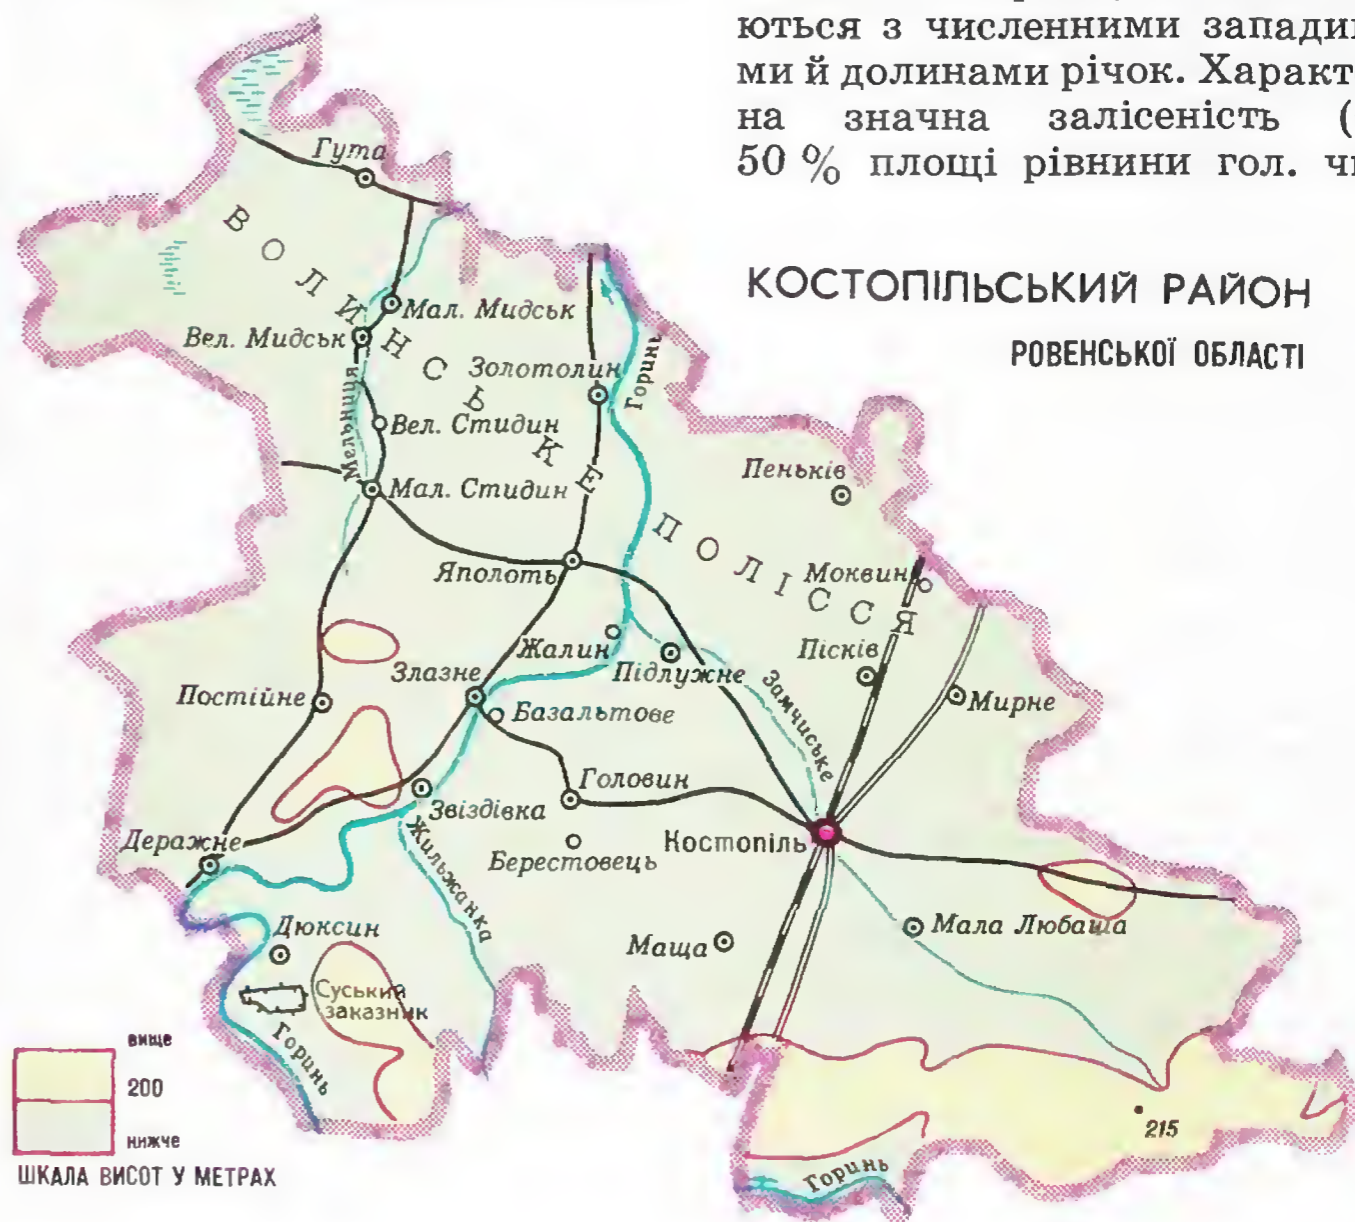 ються з численними запади
ми й долинами річок. Характ
на значна залісеність (
50 % площі рівнини гол. ч
КОСТОПІЛЬСЬКИЙ РАЙОН
РОВЕНСЬКОЇ ОБЛАСТІ
Гута
ВОЛИНСЬКЕ ПОЛІССЯ
Мал. Мидськ
Вел. Мидськ
Золотолин
Горинь
Мельниця
Вел. Стидин
Мал. Стидин
Пеньків
Яполоть
Моквин
Жалин
Підлужне
Пісків
Злазне
Замчиське
Постійне
Базальтове
Мирне
Головин
Звіздівка
Деражне
Костопіль
Берестовець
Жильжанка
Дюксин
Маща
Мала Любаша
Суський
заказник
Горинь
вище
200
нижче
ШКАЛА ВИСОТ У МЕТРАХ
215
Горинь